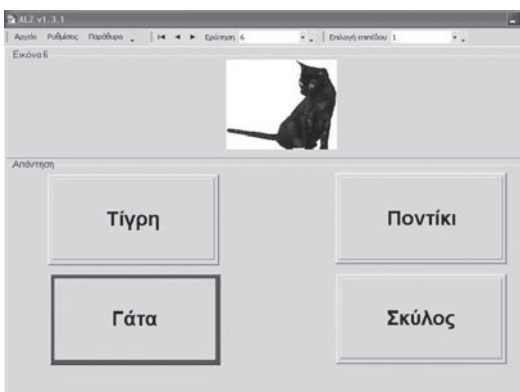 ALZ v1.3.1
Αρχείο Ρυθμίσεις Παράθυρο Ερώτηση 6 Επιλογή επιπέδου 1
Εικόνα 6
Απάντηση
Τίγρη Ποντίκι
Γάτα Σκύλος